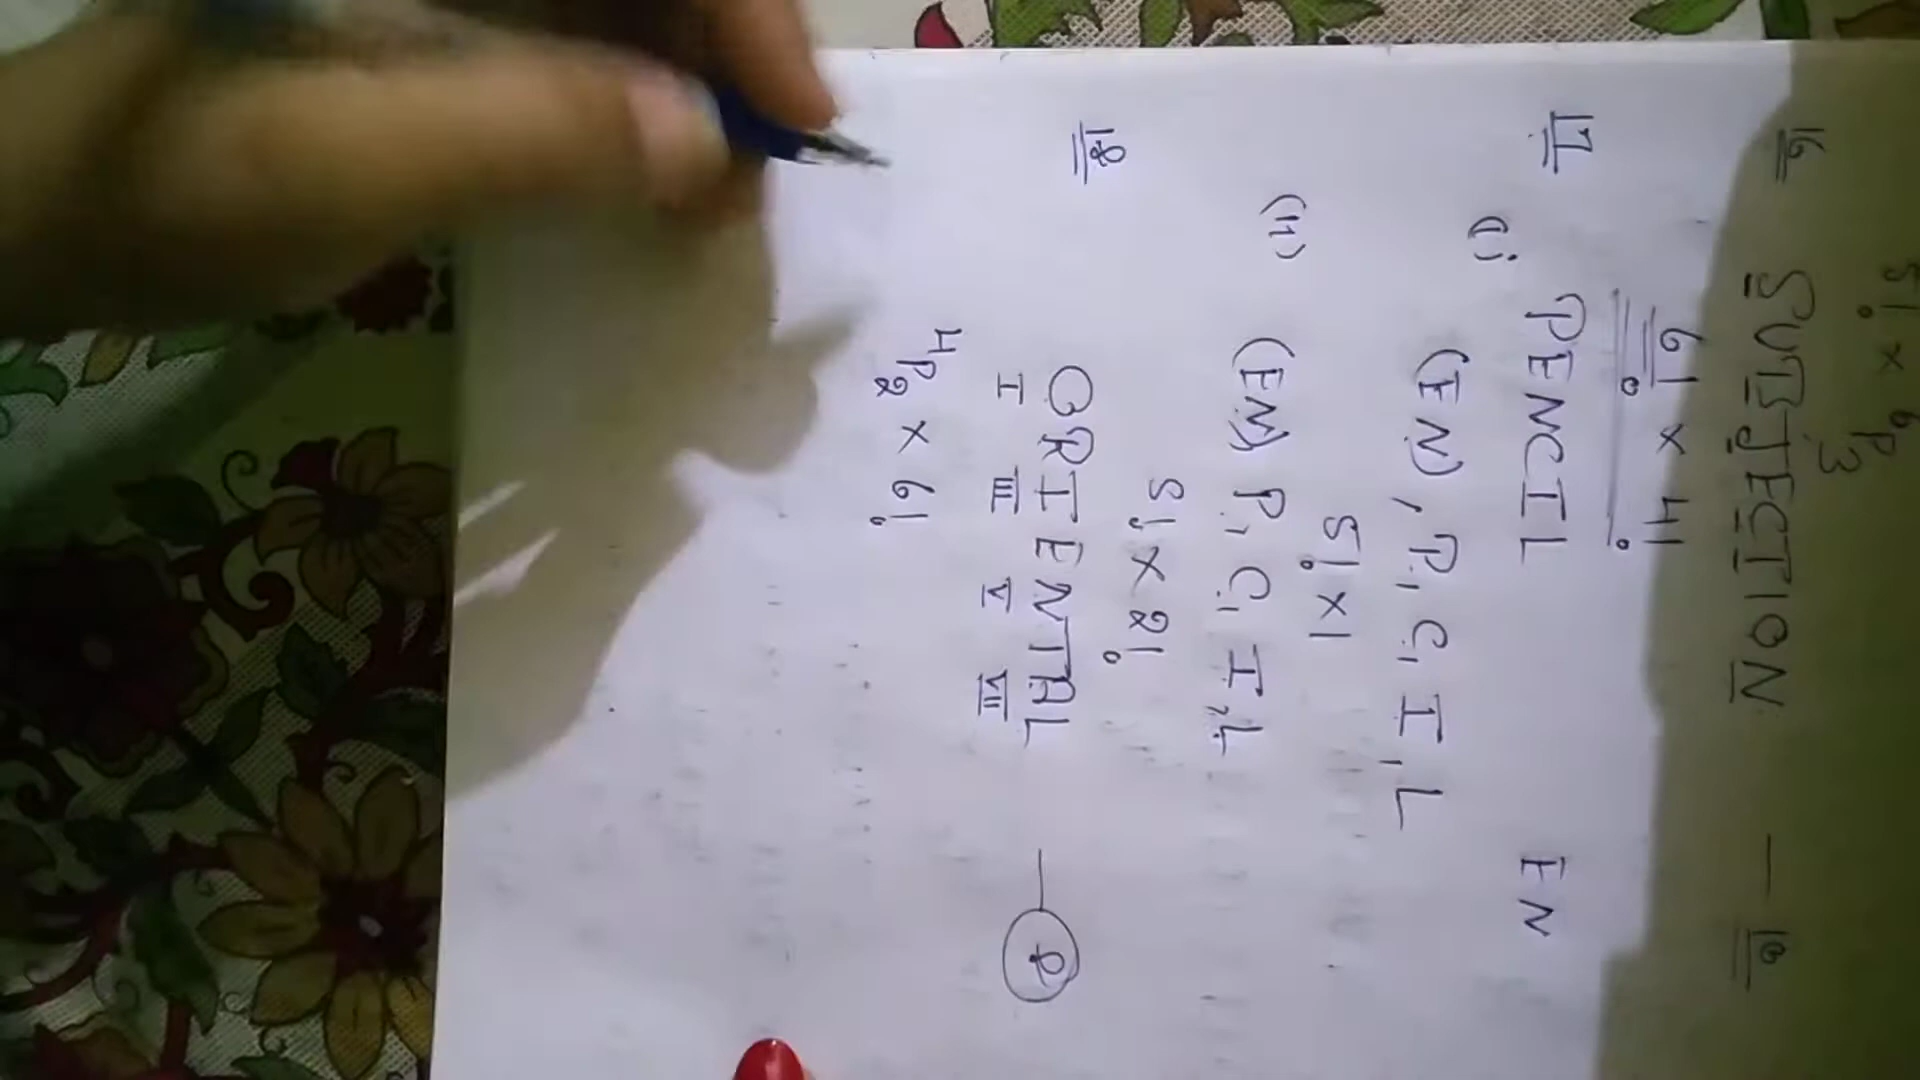 5! × 6P3
16 SUBJECTION — 10
6! × 4!
17 (i) PENCIL EN
(EN), P, C, I, L
5! × 1
(ii) (EN) P, C, I, L
5! × 2!
18 ORIENTAL — 8
I III V VII
4P2 × 6!